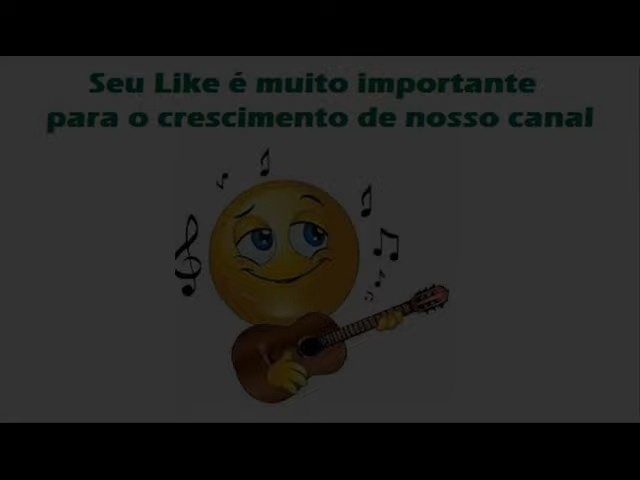 Seu Like é muito importante
para o crescimento de nosso canal